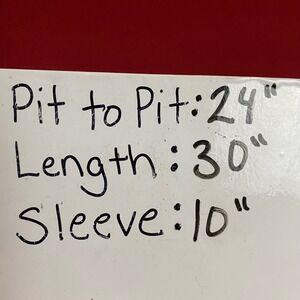 Pit to Pit: 24"
Length: 30"
Sleeve: 10"